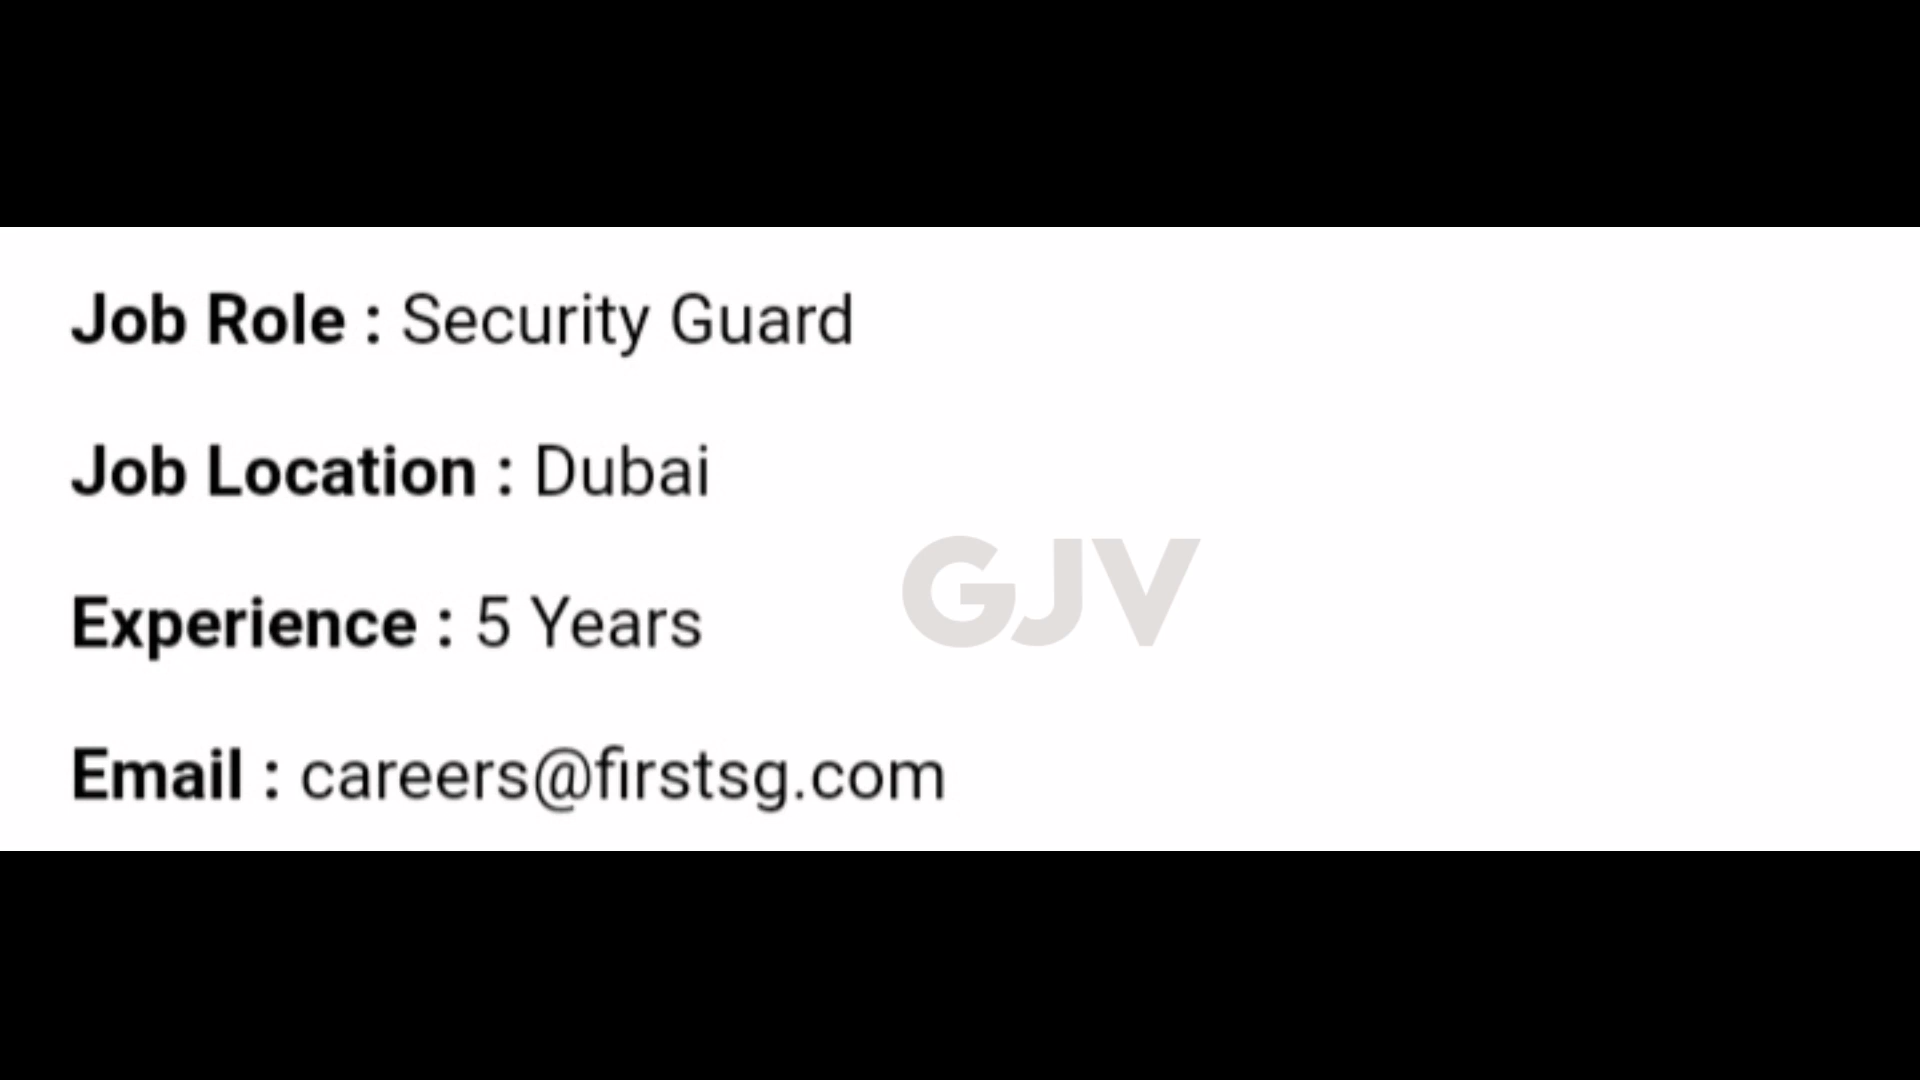 Job Role : Security Guard
Job Location : Dubai
GJV
Experience : 5 Years
Email : careers@firstsg.com